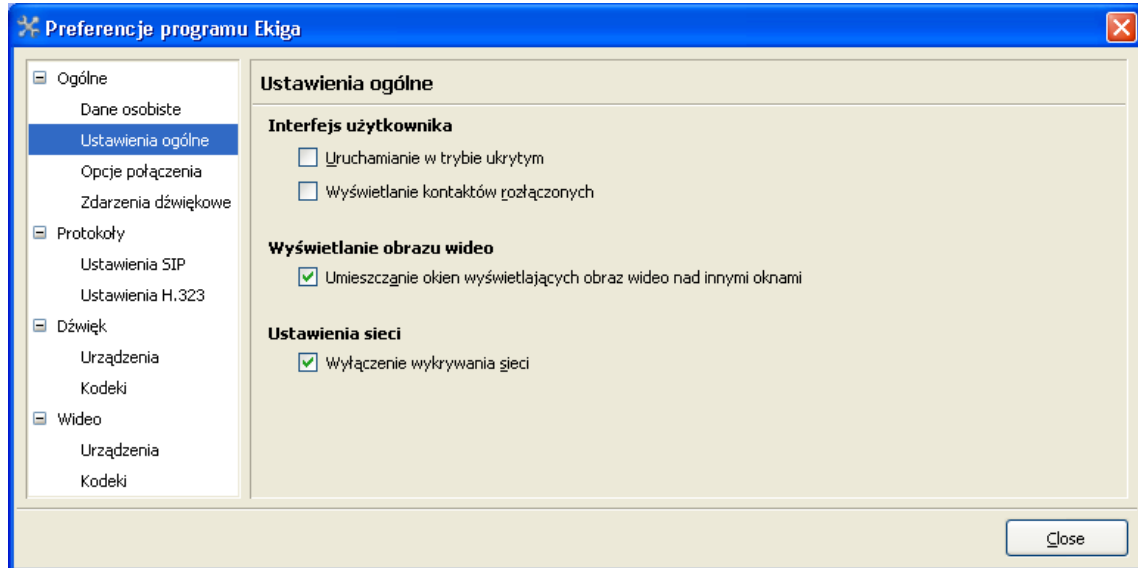 Preferencje programu Ekiga
Ogólne
Dane osobiste
Ustawienia ogólne
Opcje połączenia
Zdarzenia dźwiękowe
Protokoły
Ustawienia SIP
Ustawienia H.323
Dźwięk
Urządzenia
Kodeki
Wideo
Urządzenia
Kodeki
Ustawienia ogólne
Interfejs użytkownika
Uruchamianie w trybie ukrytym
Wyświetlanie kontaktów rozłączonych
Wyświetlanie obrazu wideo
Umieszczanie okien wyświetlających obraz wideo nad innymi oknami
Ustawienia sieci
Wyłączenie wykrywania sieci
Close